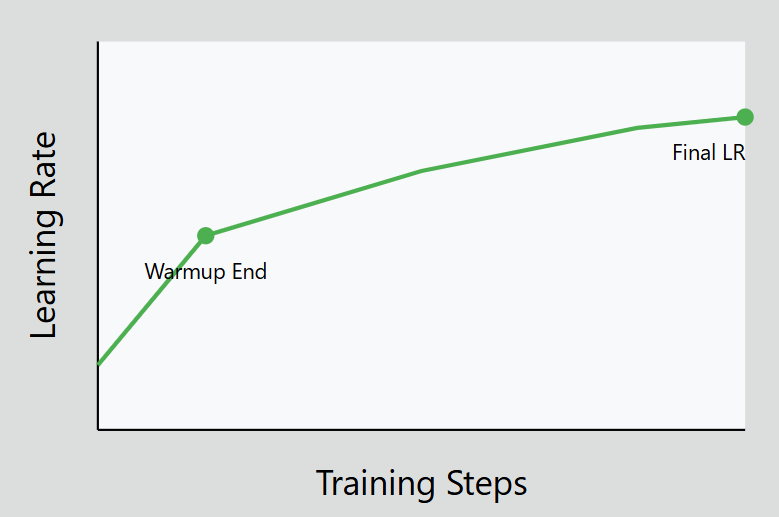 Learning Rate
Final LR
Warmup End
Training Steps